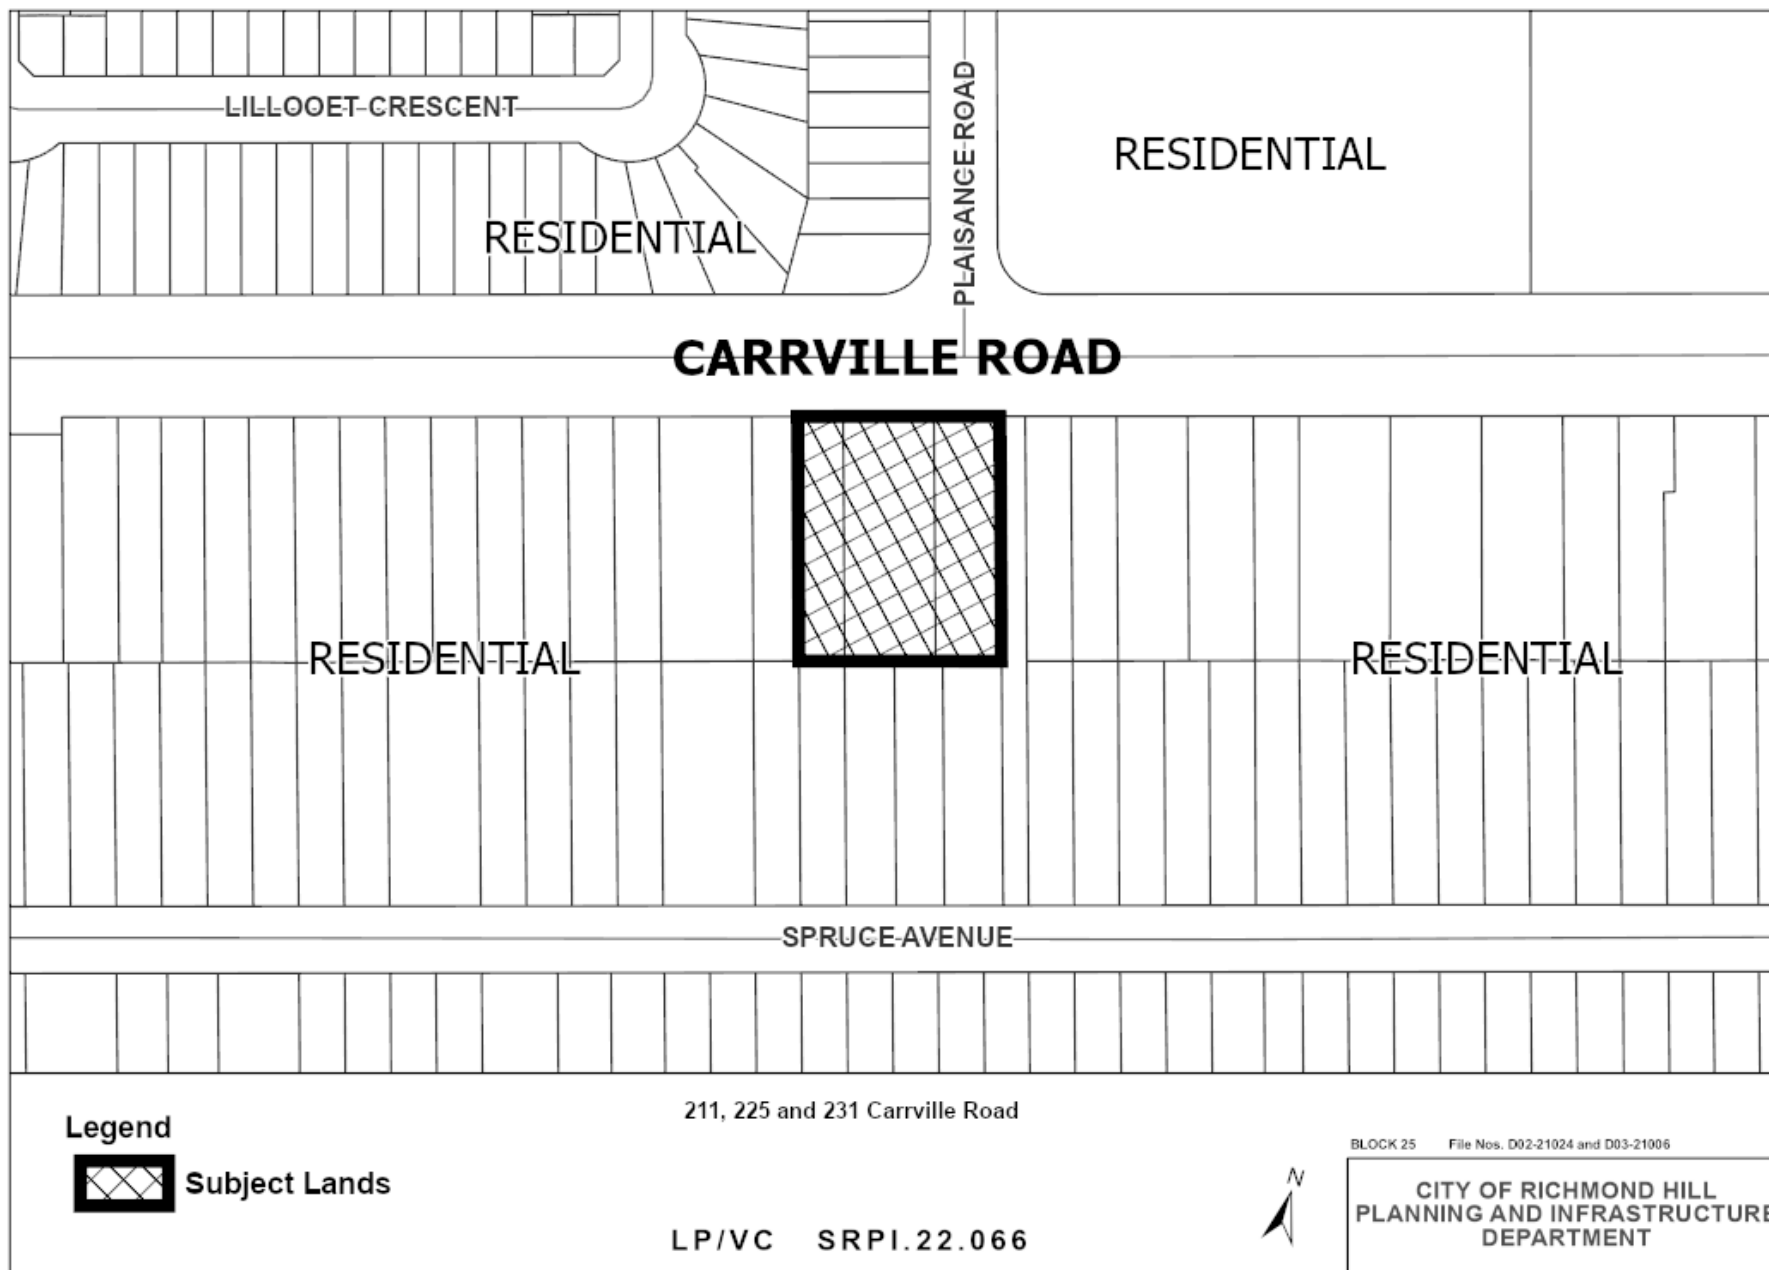 LILLOOET CRESCENT
PLAISANCE ROAD
RESIDENTIAL
RESIDENTIAL
CARRVILLE ROAD
RESIDENTIAL
RESIDENTIAL
SPRUCE AVENUE
211, 225 and 231 Carrville Road
Legend
Subject Lands
BLOCK 25 File Nos. D02-21024 and D03-21006
N
CITY OF RICHMOND HILL
PLANNING AND INFRASTRUCTURE
DEPARTMENT
LP/VC SRPI.22.066